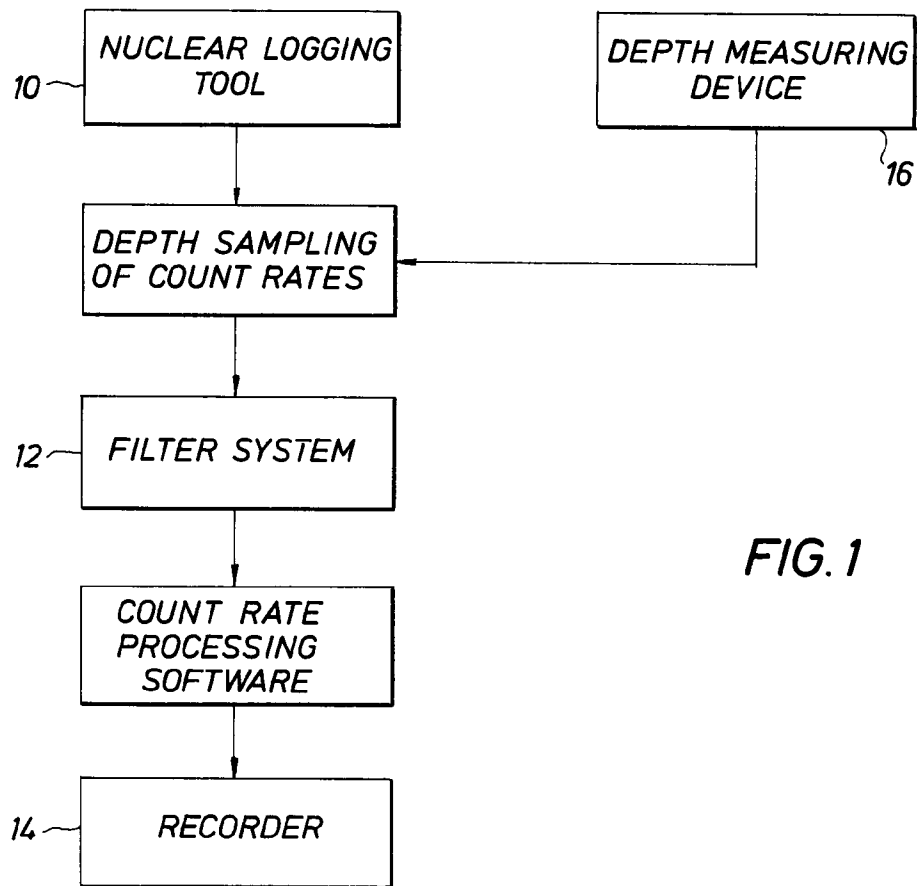 NUCLEAR LOGGING
TOOL
10
DEPTH MEASURING
DEVICE
16
DEPTH SAMPLING
OF COUNT RATES
12
FILTER SYSTEM
FIG. 1
COUNT RATE
PROCESSING
SOFTWARE
14
RECORDER